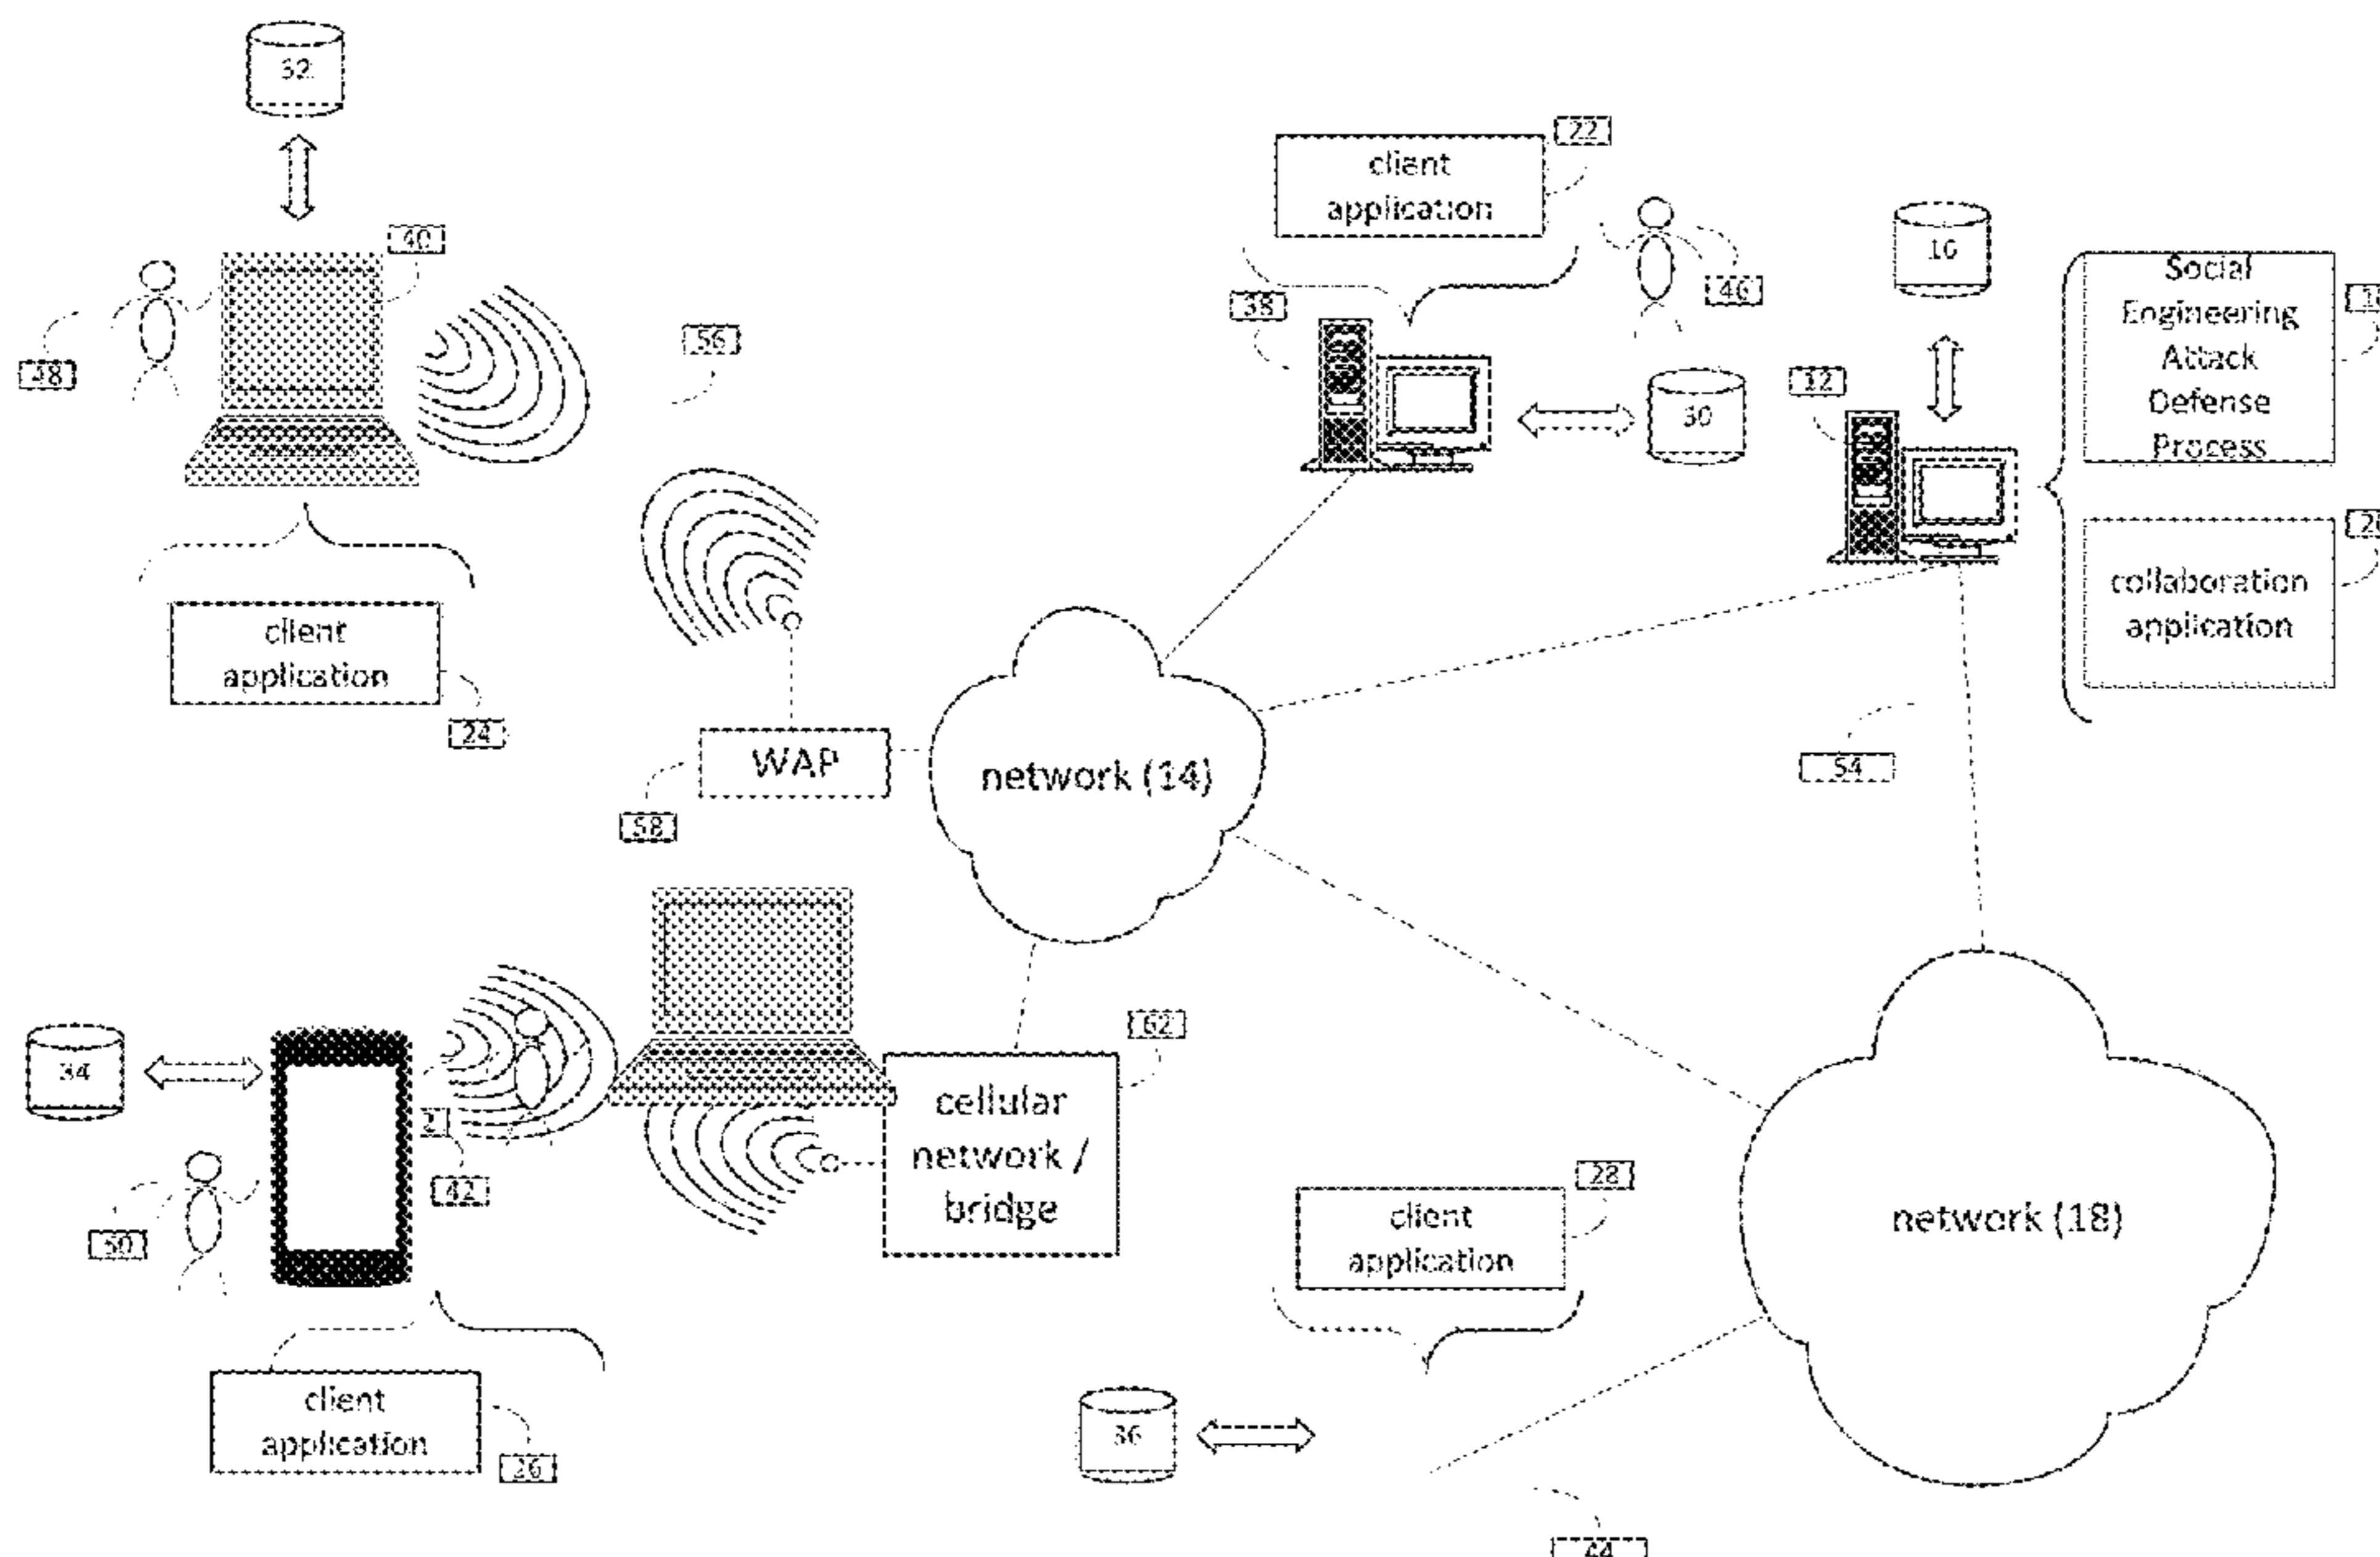 32
22
client
application
40
16
Social
Engineering
Attack
Defense
Process
38
46
56
48
12
30
collaboration
application
client
application
24
WAP
network (14)
54
58
62
34
cellular
network /
bridge
42
50
28
client
application
network (18)
client
application
26
36
44